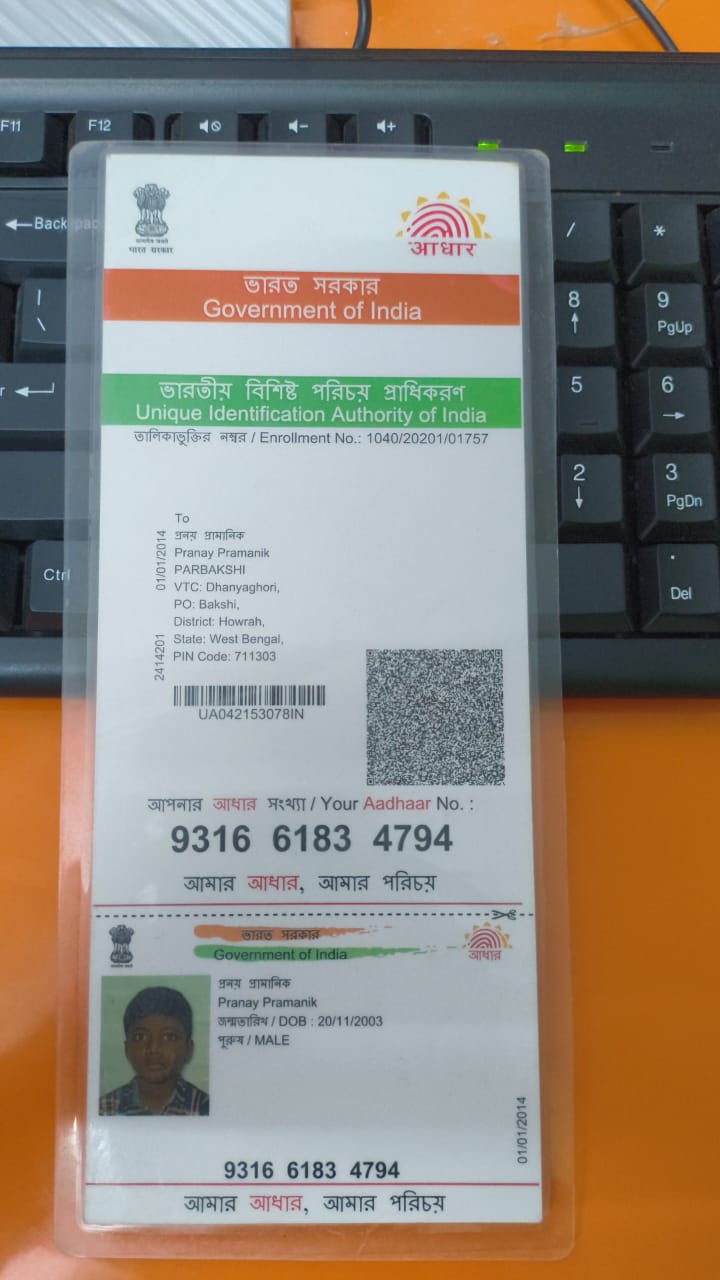 F11
F12
Back
/
*
|
\
8
9
PgUp
5
6
2
3
PgDn
Ctrl
.
Del
भारत सरकार
आधार
ভারত সরকার
Government of India
ভারতীয় বিশিষ্ট পরিচয় প্রাধিকরণ
Unique Identification Authority of India
তালিকাভুক্তির নম্বর / Enrollment No.: 1040/20201/01757
To
প্রনয় প্রামানিক
Pranay Pramanik
PARBAKSHI
VTC: Dhanyaghori,
PO: Bakshi,
District: Howrah,
State: West Bengal,
PIN Code: 711303
01/01/2014
2414201
UA042153078IN
আপনার আধার সংখ্যা / Your Aadhaar No. :
9316 6183 4794
আমার আধার, আমার পরিচয়
ভারত সরকার
Government of India
আধার
প্রনয় প্রামানিক
Pranay Pramanik
জন্মতারিখ / DOB : 20/11/2003
পুরুষ / MALE
01/01/2014
9316 6183 4794
আমার আধার, আমার পরিচয়